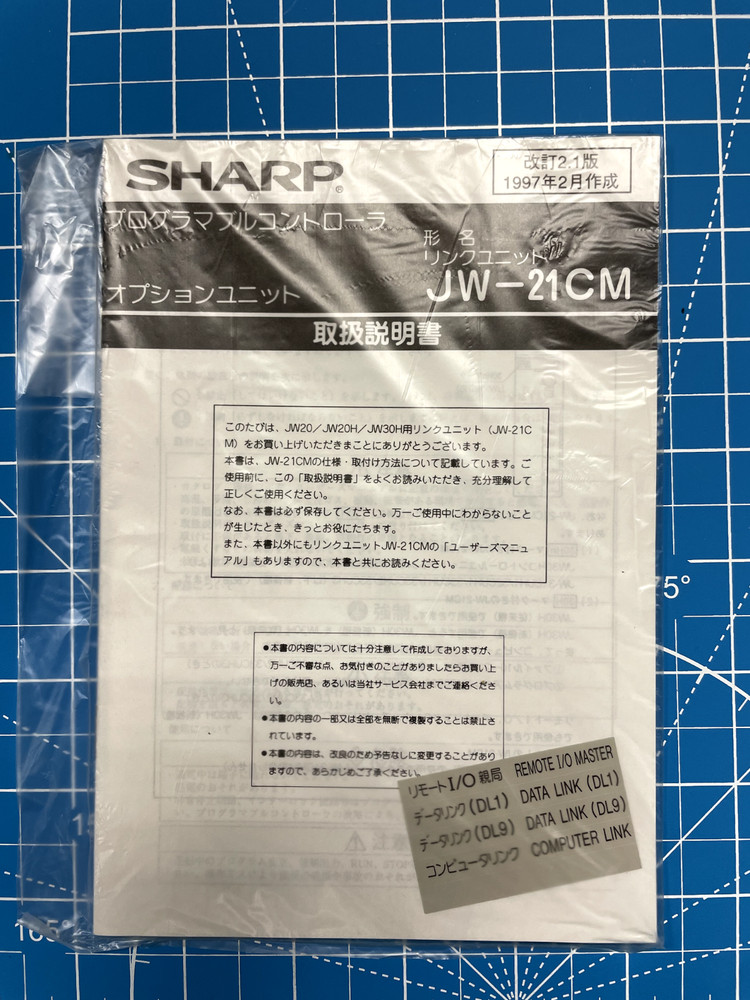 SHARP®
改訂2.1版
1997年2月作成
プログラマブルコントローラ
形名
リンクユニット
オプションユニット
JW-21CM
取扱説明書
このたびは、JW20／JW20H／JW30H用リンクユニット（JW-21C
M）をお買い上げいただきまことにありがとうございます。
本書は、JW-21CMの仕様・取付け方法について記載しています。ご
使用前に、この「取扱説明書」をよくお読みいただき、充分理解して
正しくご使用ください。
なお、本書は必ず保存してください。万一ご使用中にわからないこと
が生じたとき、きっとお役にたちます。
また、本書以外にもリンクユニットJW-21CMの「ユーザーズマニュ
アル」もありますので、本書と共にお読みください。
●本書の内容については十分注意して作成しておりますが、
万一ご不審な点、お気付きのことがありましたらお買い上
げの販売店、あるいは当社サービス会社までご連絡くださ
い。
●本書の内容の一部又は全部を無断で複製することは禁止さ
れています。
●本書の内容は、改良のため予告なしに変更することがあり
ますので、あらかじめご了承ください。
リモートI/O親局 REMOTE I/O MASTER
データリンク(DL1) DATA LINK (DL1)
データリンク(DL9) DATA LINK (DL9)
コンピュータリンク COMPUTER LINK
5°
105°